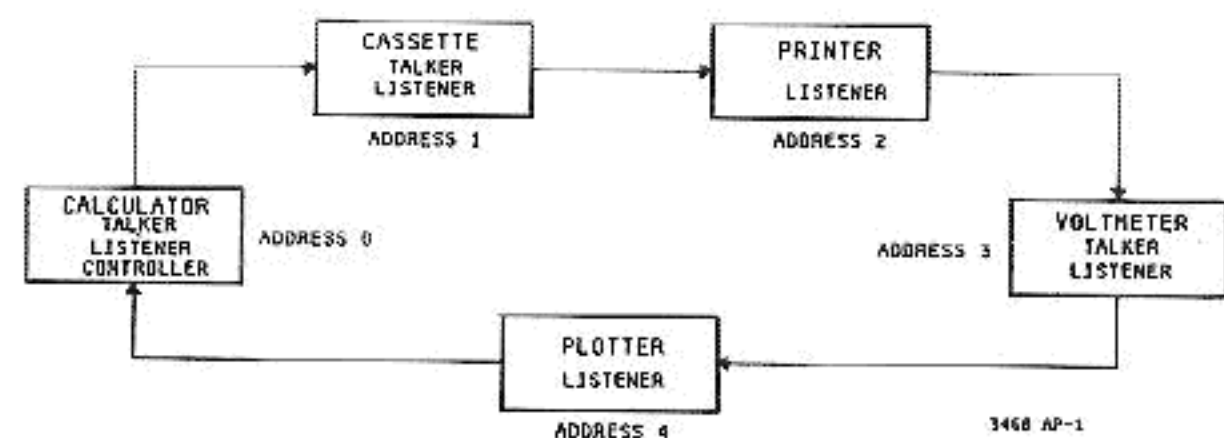 CASSETTE
TALKER
LISTENER
ADDRESS 1
PRINTER
LISTENER
ADDRESS 2
CALCULATOR
TALKER
LISTENER
CONTROLLER
ADDRESS 0
VOLTMETER
TALKER
LISTENER
ADDRESS 3
PLOTTER
LISTENER
ADDRESS 4
3468 AP-1